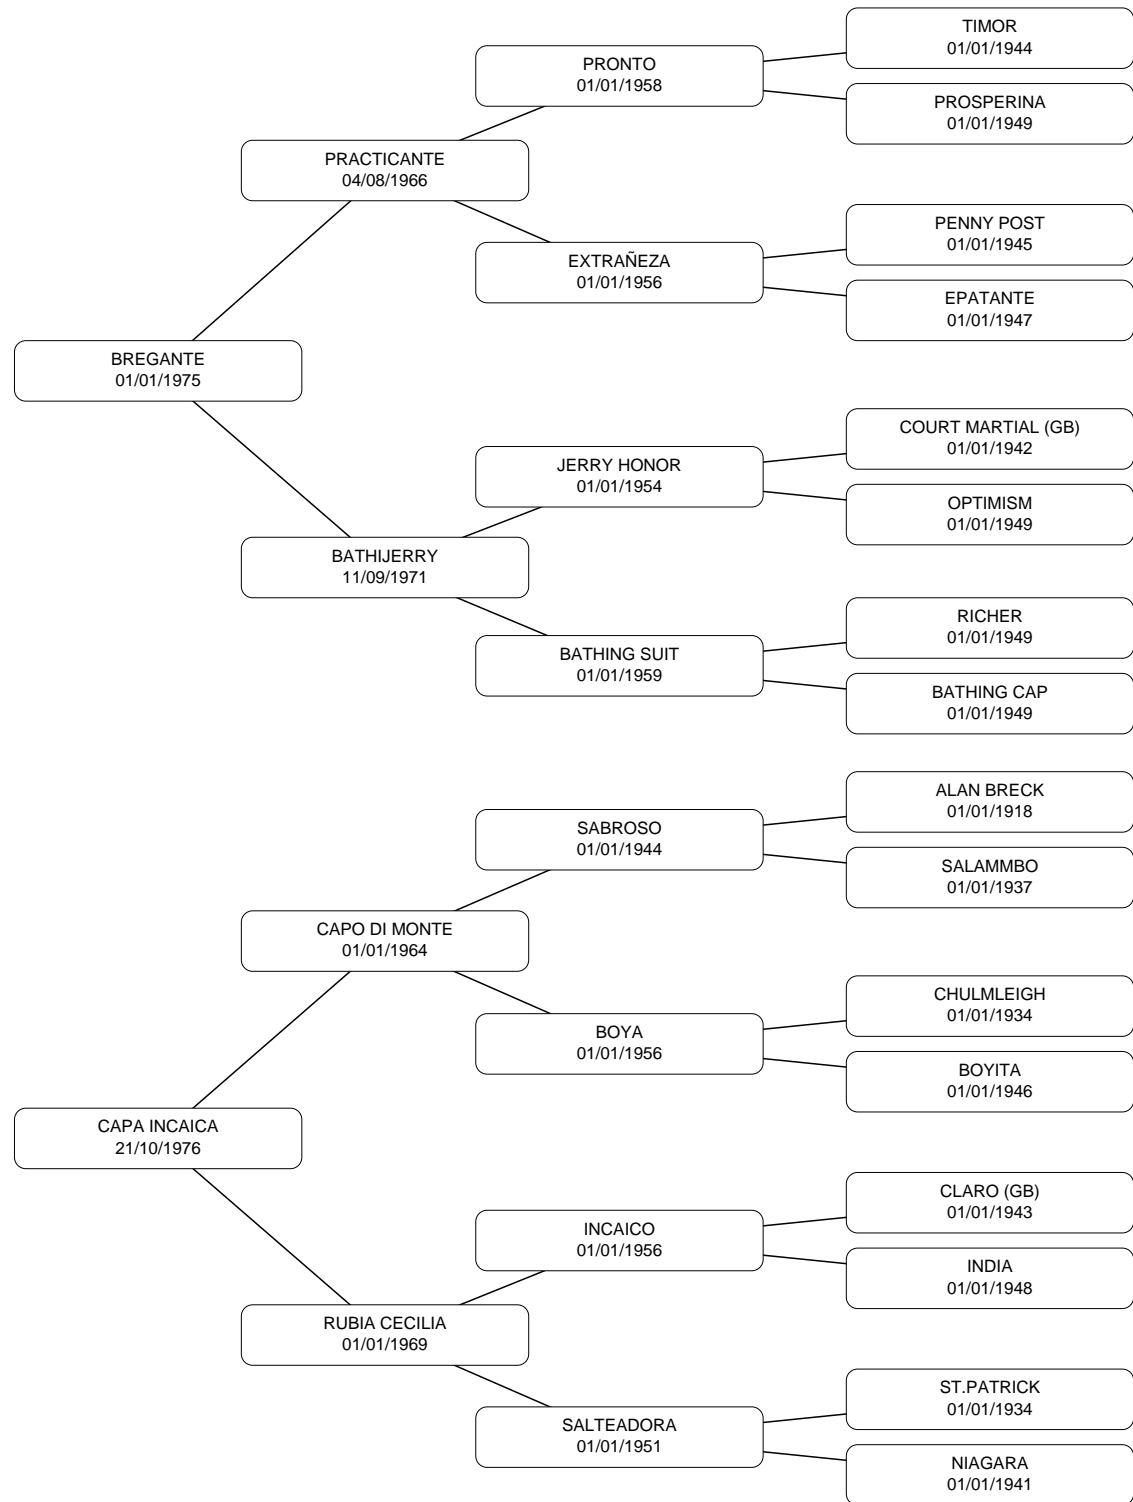 TIMOR
01/01/1944
PRONTO
01/01/1958
PROSPERINA
01/01/1949
PRACTICANTE
04/08/1966
PENNY POST
01/01/1945
EXTRAÑEZA
01/01/1956
EPATANTE
01/01/1947
BREGANTE
01/01/1975
COURT MARTIAL (GB)
01/01/1942
JERRY HONOR
01/01/1954
OPTIMISM
01/01/1949
BATHIJERRY
11/09/1971
RICHER
01/01/1949
BATHING SUIT
01/01/1959
BATHING CAP
01/01/1949
ALAN BRECK
01/01/1918
SABROSO
01/01/1944
SALAMMBO
01/01/1937
CAPO DI MONTE
01/01/1964
CHULMLEIGH
01/01/1934
BOYA
01/01/1956
BOYITA
01/01/1946
CAPA INCAICA
21/10/1976
CLARO (GB)
01/01/1943
INCAICO
01/01/1956
INDIA
01/01/1948
RUBIA CECILIA
01/01/1969
ST.PATRICK
01/01/1934
SALTEADORA
01/01/1951
NIAGARA
01/01/1941